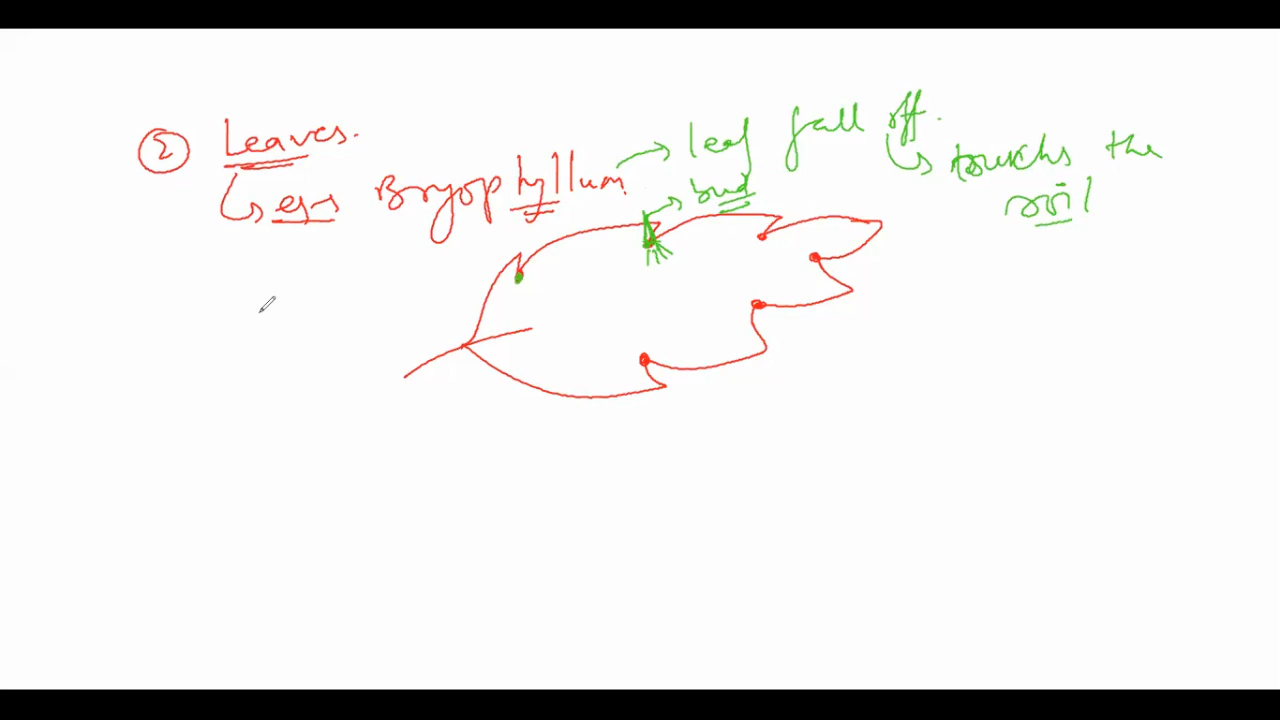 ② Leaves.
eg:- Bryophyllum
leaf fall off.
touches the
soil
bud